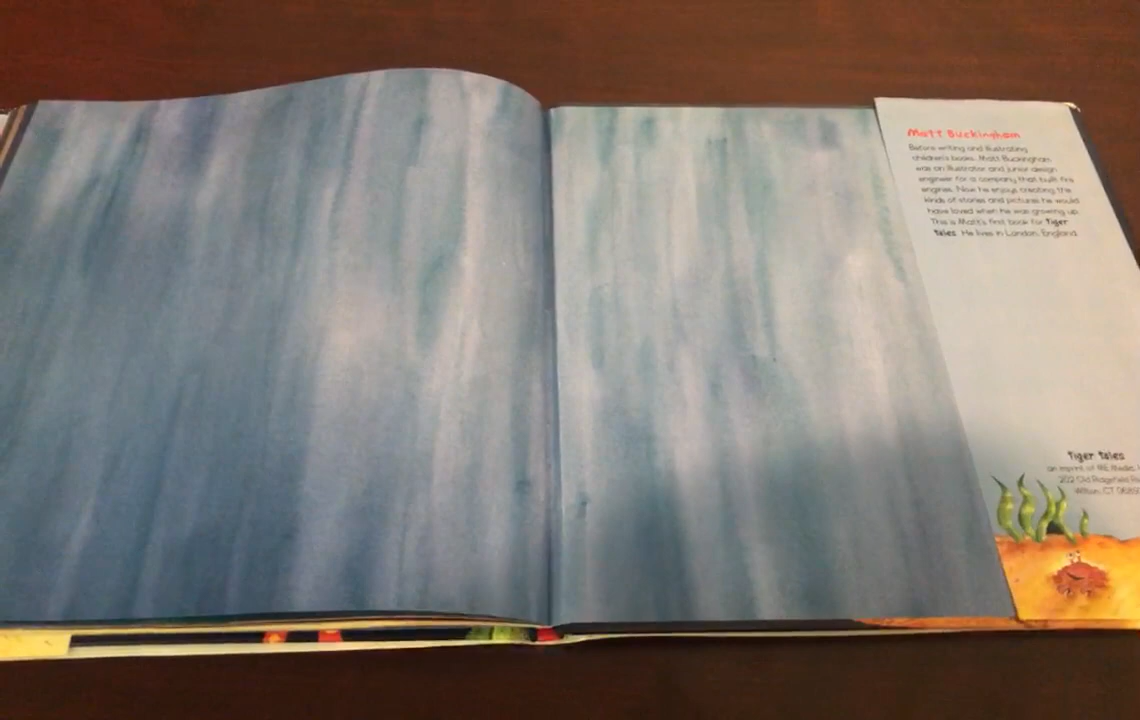 Matt Buckingham
Before writing and illustrating
children's books, Matt Buckingham
was an illustrator and junior design
engineer for a company that built fire
engines. Now he enjoys creating the
kinds of stories and pictures he would
have loved when he was growing up.
This is Matt's first book for tiger
tales. He lives in London, England.
tiger tales
an imprint of ME Media,
202 Old Ridgefield
Wilton, CT